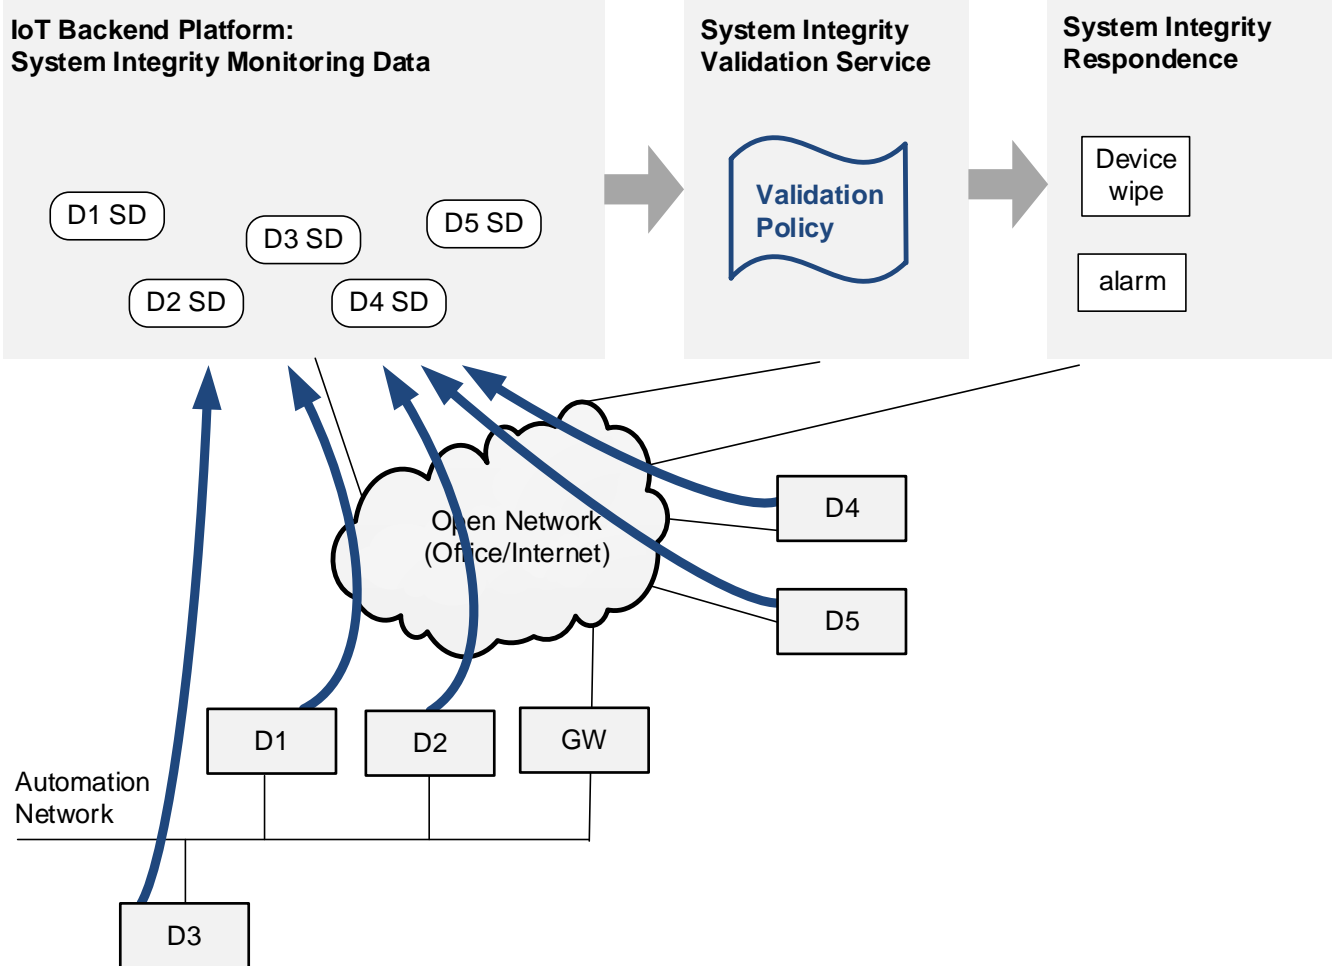 IoT Backend Platform:
System Integrity Monitoring Data
System Integrity
Validation Service
System Integrity
Respondence
D1 SD
D2 SD
D3 SD
D4 SD
D5 SD
Validation
Policy
Device
wipe
alarm
Open Network
(Office/Internet)
D4
D5
D1
D2
GW
Automation
Network
D3